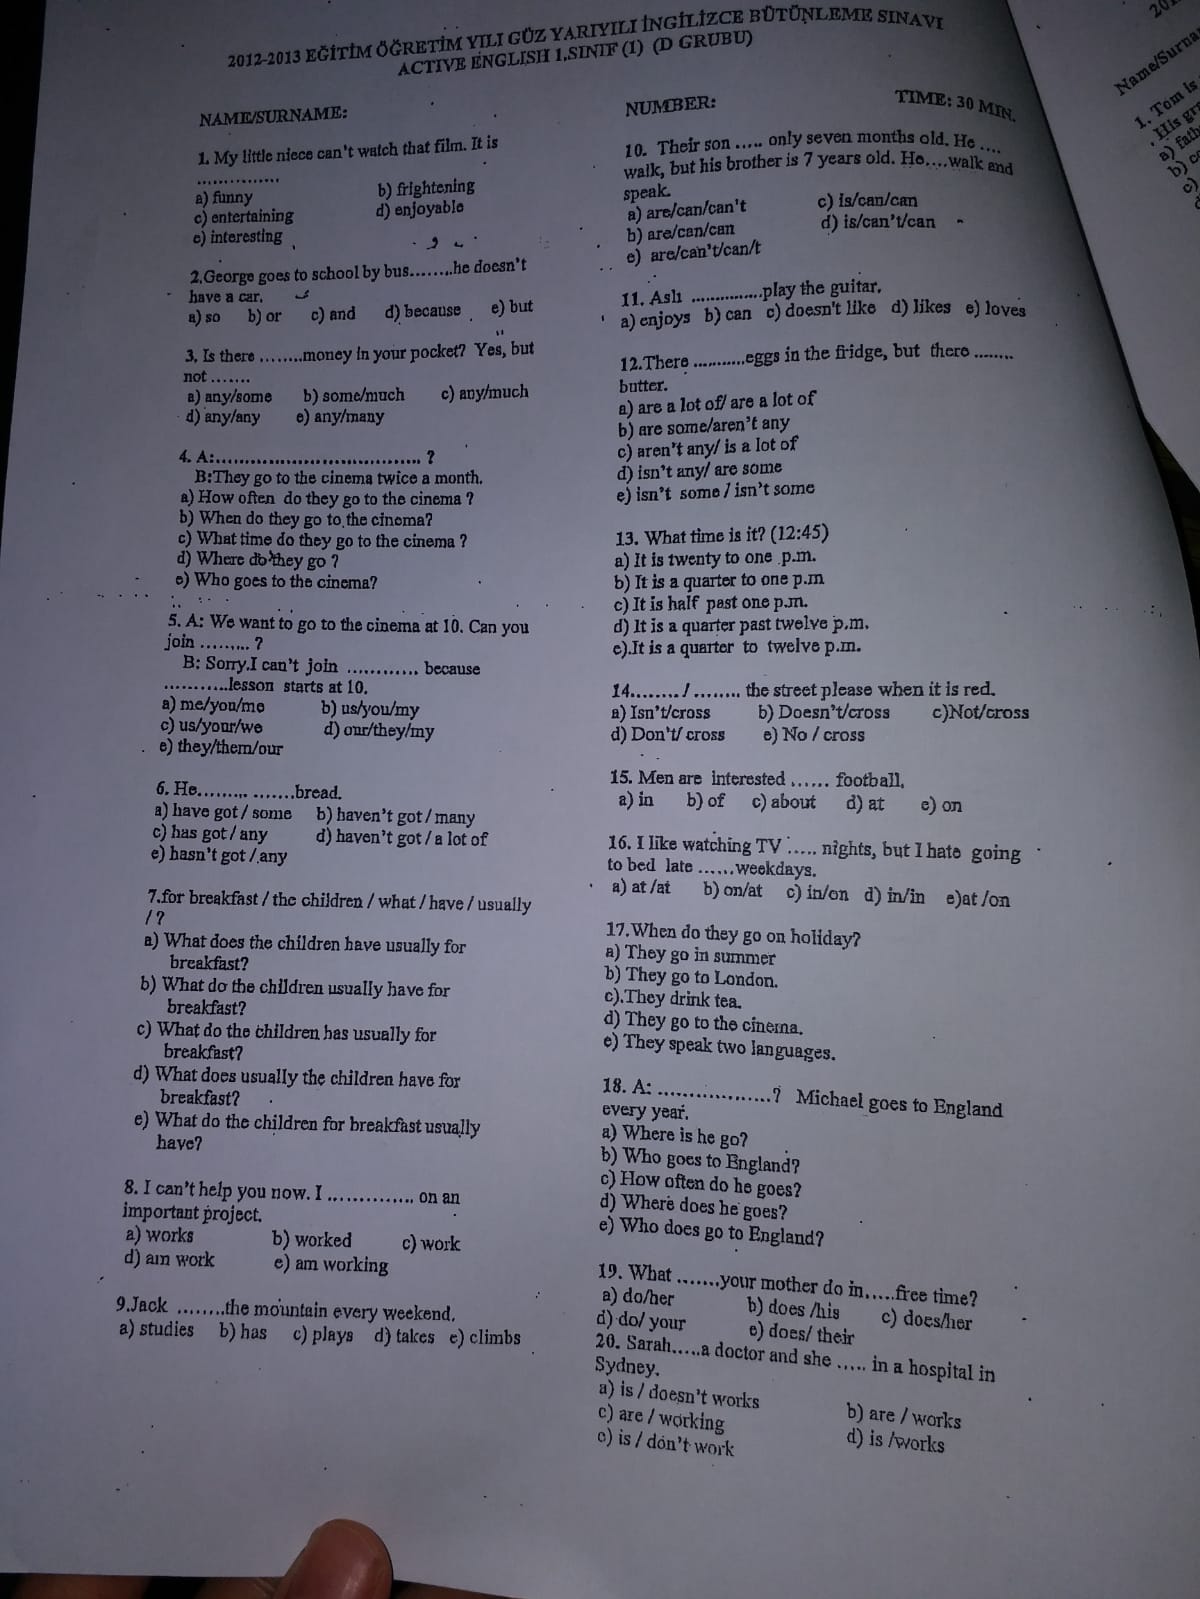 2012-2013 EĞİTİM ÖĞRETİM YILI GÜZ YARIYILI İNGİLİZCE BÜTÜNLEME SINAVI
ACTIVE ENGLISH 1.SINIF (1) (D GRUBU)
NAME/SURNAME:
NUMBER:
TIME: 30 MIN.
1. My little niece can't watch that film. It is
...............
a) funny b) frightening
c) entertaining d) enjoyable
e) interesting
2.George goes to school by bus........he doesn't
have a car.
a) so b) or c) and d) because e) but
3. Is there ........money in your pocket? Yes, but
not .......
a) any/some b) some/much c) any/much
d) any/any e) any/many
4. A:................................... ?
B:They go to the cinema twice a month.
a) How often do they go to the cinema ?
b) When do they go to the cinema?
c) What time do they go to the cinema ?
d) Where do they go ?
e) Who goes to the cinema?
5. A: We want to go to the cinema at 10. Can you
join ......... ?
B: Sorry.I can't join ............ because
...........lesson starts at 10.
a) me/you/me b) us/you/my
c) us/your/we d) our/they/my
e) they/them/our
6. He......... .......bread.
a) have got / some b) haven't got / many
c) has got / any d) haven't got / a lot of
e) hasn't got / any
7.for breakfast / the children / what / have / usually
/ ?
a) What does the children have usually for
breakfast?
b) What do the children usually have for
breakfast?
c) What do the children has usually for
breakfast?
d) What does usually the children have for
breakfast?
e) What do the children for breakfast usually
have?
8. I can't help you now. I .............. on an
important project.
a) works b) worked c) work
d) am work e) am working
9.Jack ........the mountain every weekend.
a) studies b) has c) plays d) takes e) climbs
10. Their son ..... only seven months old. He ....
walk, but his brother is 7 years old. He....walk and
speak.
a) are/can/can't c) is/can/can
b) are/can/can d) is/can't/can
e) are/can't/can/t
11. Aslı ...............play the guitar.
a) enjoys b) can c) doesn't like d) likes e) loves
12.There ...........eggs in the fridge, but there ........
butter.
a) are a lot of/ are a lot of
b) are some/aren't any
c) aren't any/ is a lot of
d) isn't any/ are some
e) isn't some / isn't some
13. What time is it? (12:45)
a) It is twenty to one p.m.
b) It is a quarter to one p.m
c) It is half past one p.m.
d) It is a quarter past twelve p.m.
e).It is a quarter to twelve p.m.
14......../ ........ the street please when it is red.
a) Isn't/cross b) Doesn't/cross c)Not/cross
d) Don't/ cross e) No / cross
15. Men are interested ...... football.
a) in b) of c) about d) at e) on
16. I like watching TV ..... nights, but I hate going
to bed late ......weekdays.
a) at /at b) on/at c) in/on d) in/in e)at /on
17.When do they go on holiday?
a) They go in summer
b) They go to London.
c).They drink tea.
d) They go to the cinema.
e) They speak two languages.
18. A: ..................? Michael goes to England
every year.
a) Where is he go?
b) Who goes to England?
c) How often do he goes?
d) Where does he goes?
e) Who does go to England?
19. What .......your mother do in.....free time?
a) do/her b) does /his c) does/her
d) do/ your e) does/ their
20. Sarah.....a doctor and she ..... in a hospital in
Sydney.
a) is / doesn't works b) are / works
c) are / working d) is /works
e) is / don't work
Name/Surna
1. Tom is
His gr
a) fath
b)
c)